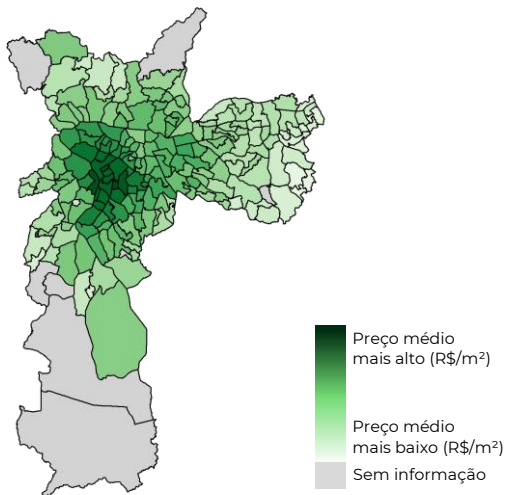 Preço médio
mais alto (R$/m²)
Preço médio
mais baixo (R$/m²)
Sem informação